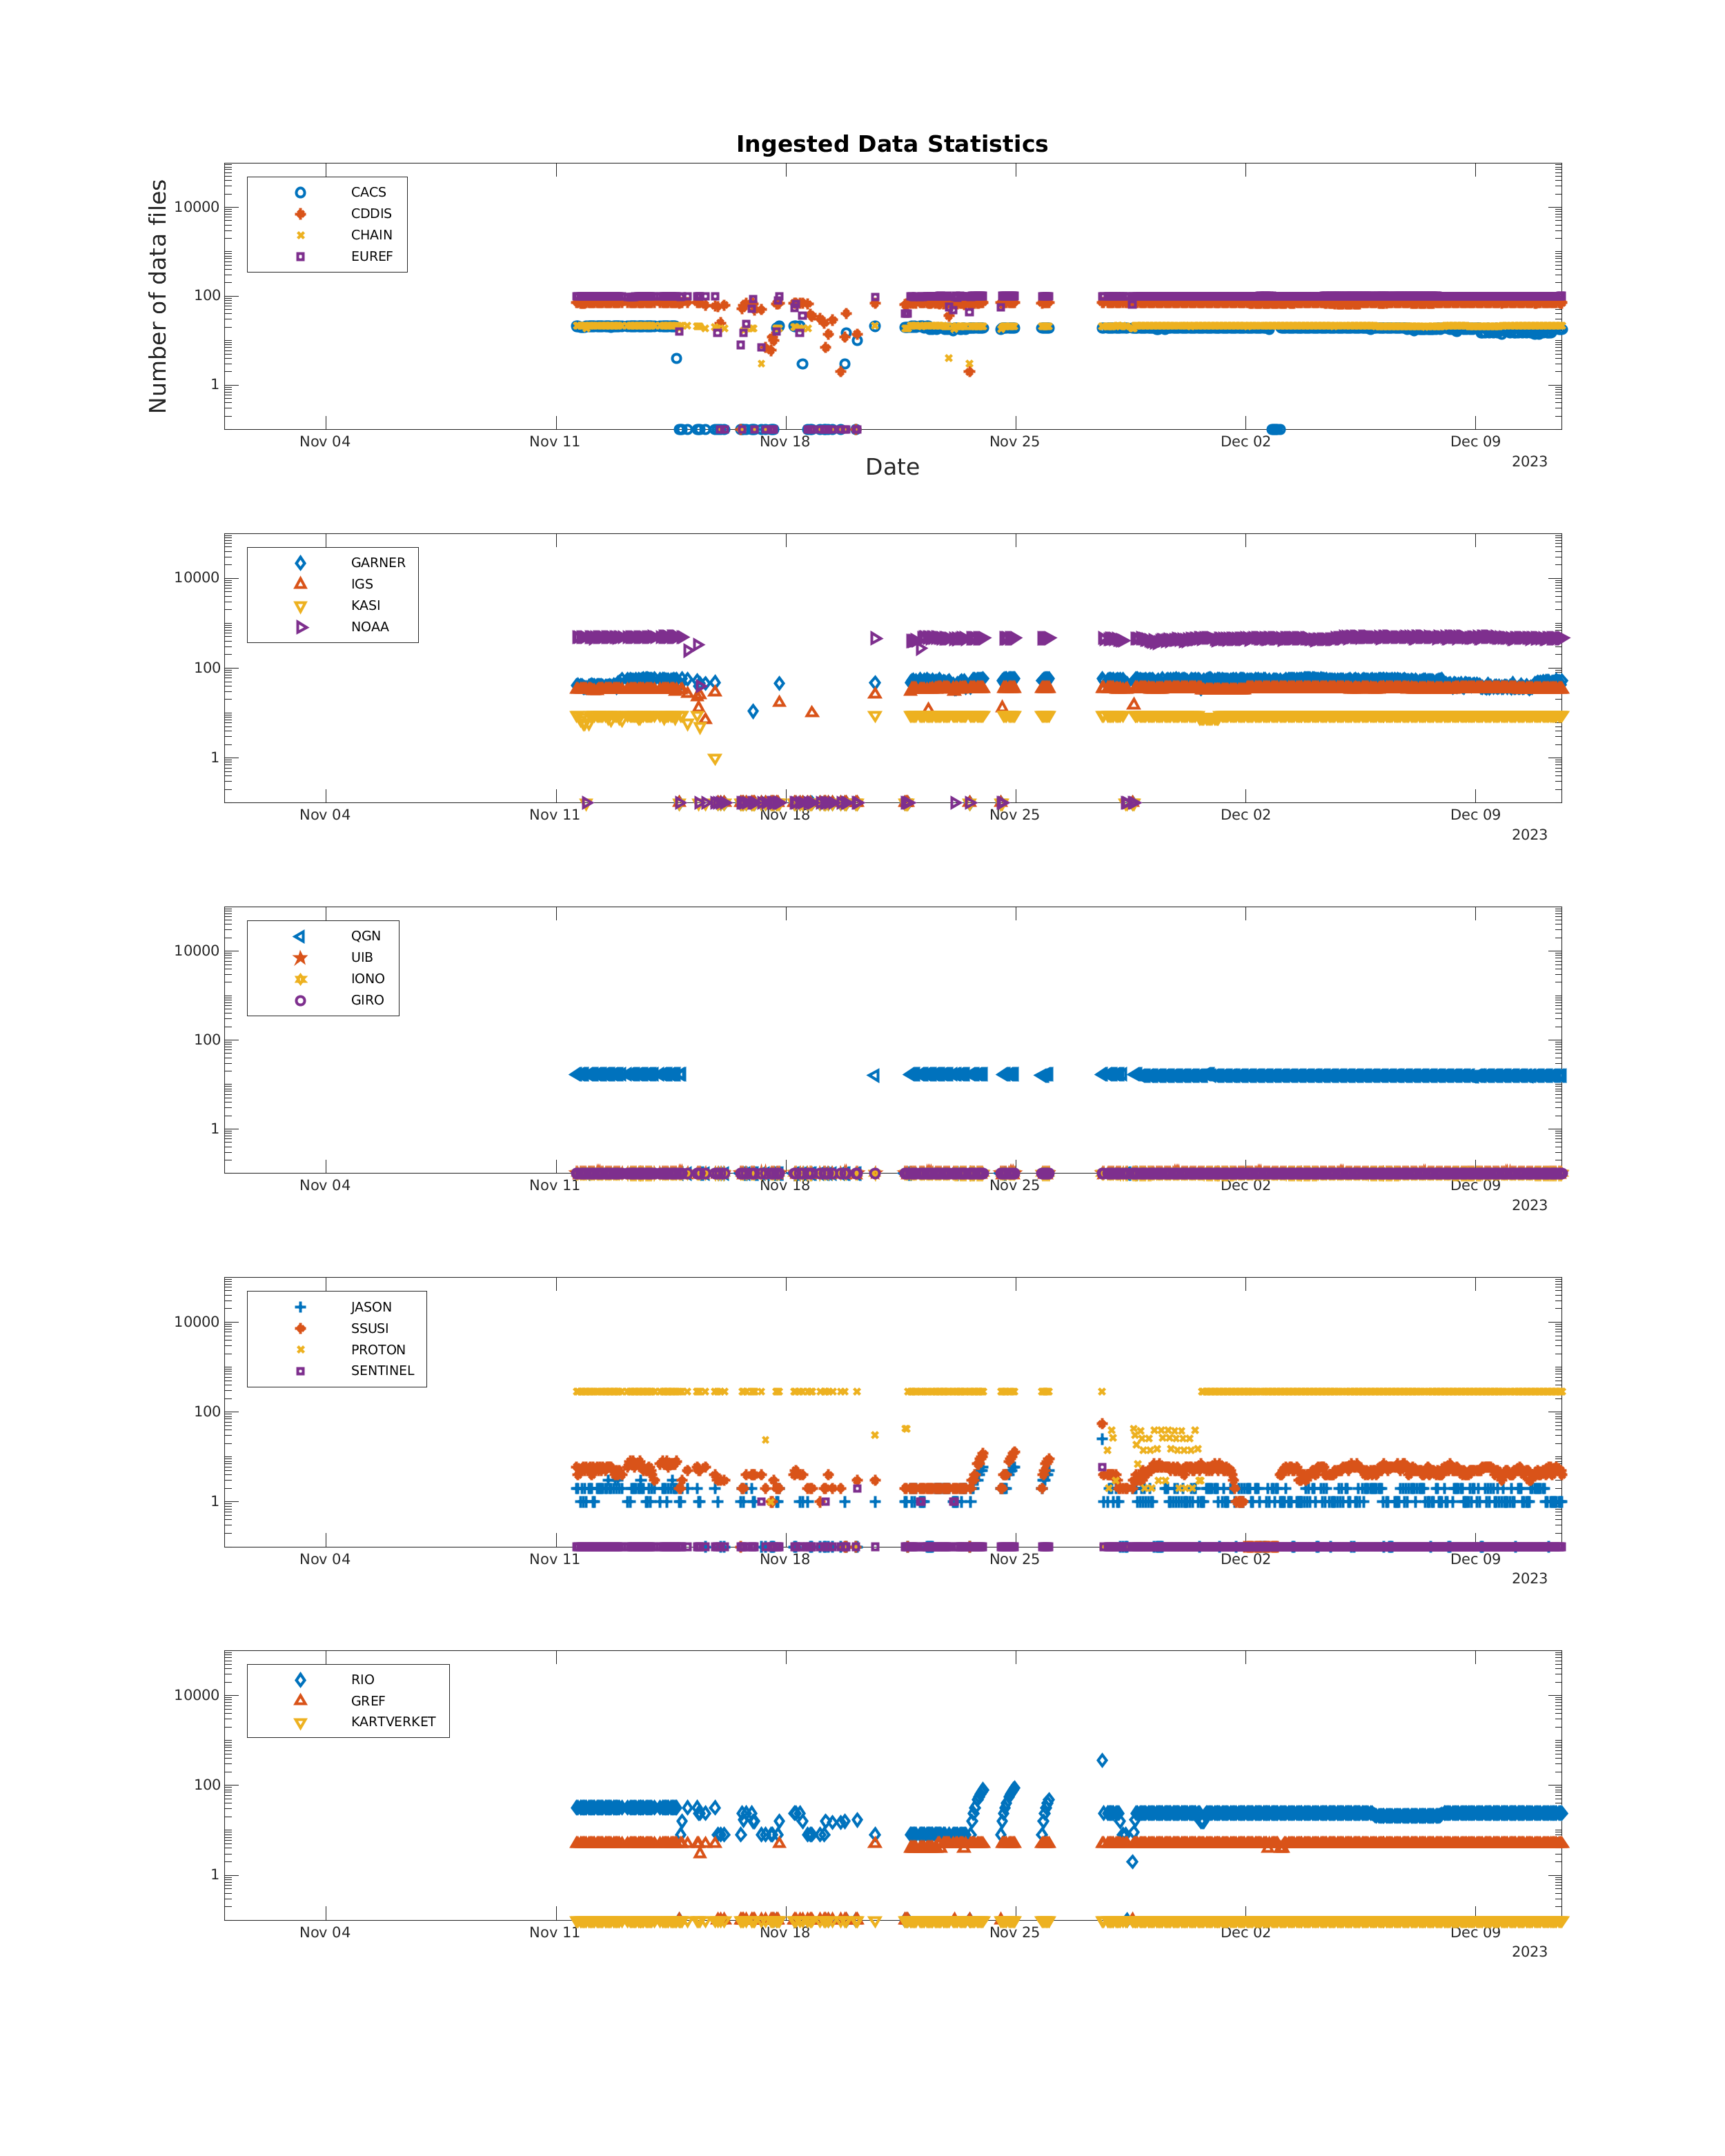 Ingested Data Statistics
Number of data files
10000
100
1
CACS
CDDIS
CHAIN
EUREF
Nov 04
Nov 11
Nov 18
Nov 25
Dec 02
Dec 09
2023
Date
10000
100
1
GARNER
IGS
KASI
NOAA
Nov 04
Nov 11
Nov 18
Nov 25
Dec 02
Dec 09
2023
10000
100
1
QGN
UIB
IONO
GIRO
Nov 04
Nov 11
Nov 18
Nov 25
Dec 02
Dec 09
2023
10000
100
1
JASON
SSUSI
PROTON
SENTINEL
Nov 04
Nov 11
Nov 18
Nov 25
Dec 02
Dec 09
2023
10000
100
1
RIO
GREF
KARTVERKET
Nov 04
Nov 11
Nov 18
Nov 25
Dec 02
Dec 09
2023